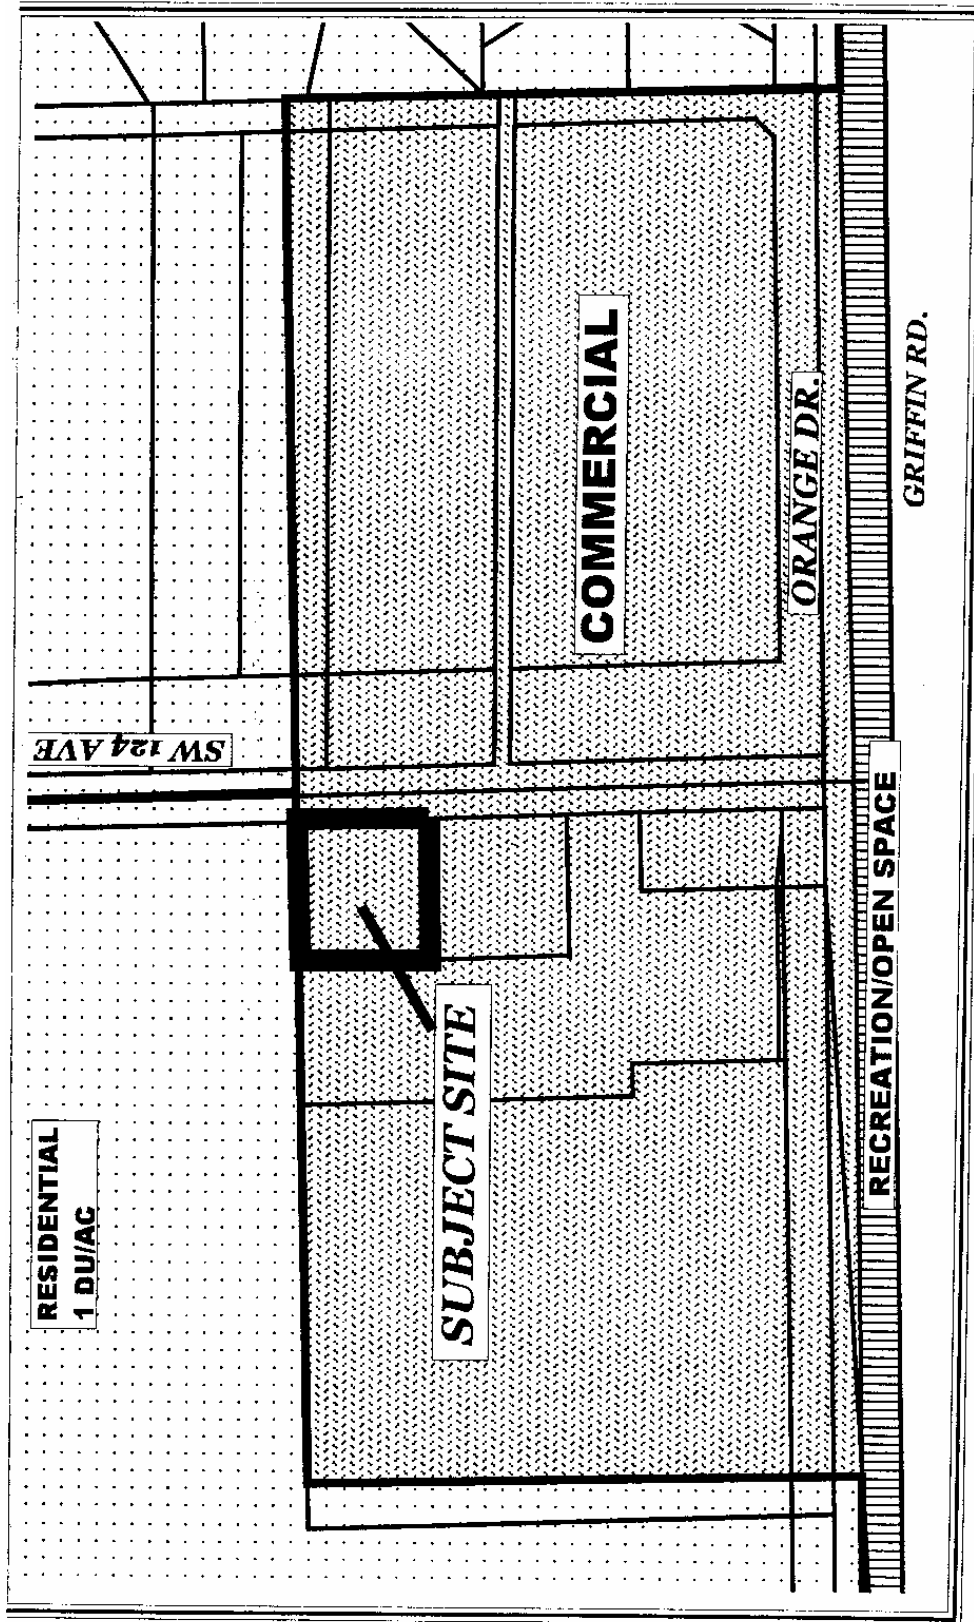 RESIDENTIAL
1 DU/AC
SW 124 AVE
SUBJECT SITE
COMMERCIAL
ORANGE DR.
RECREATION/OPEN SPACE
GRIFFIN RD.